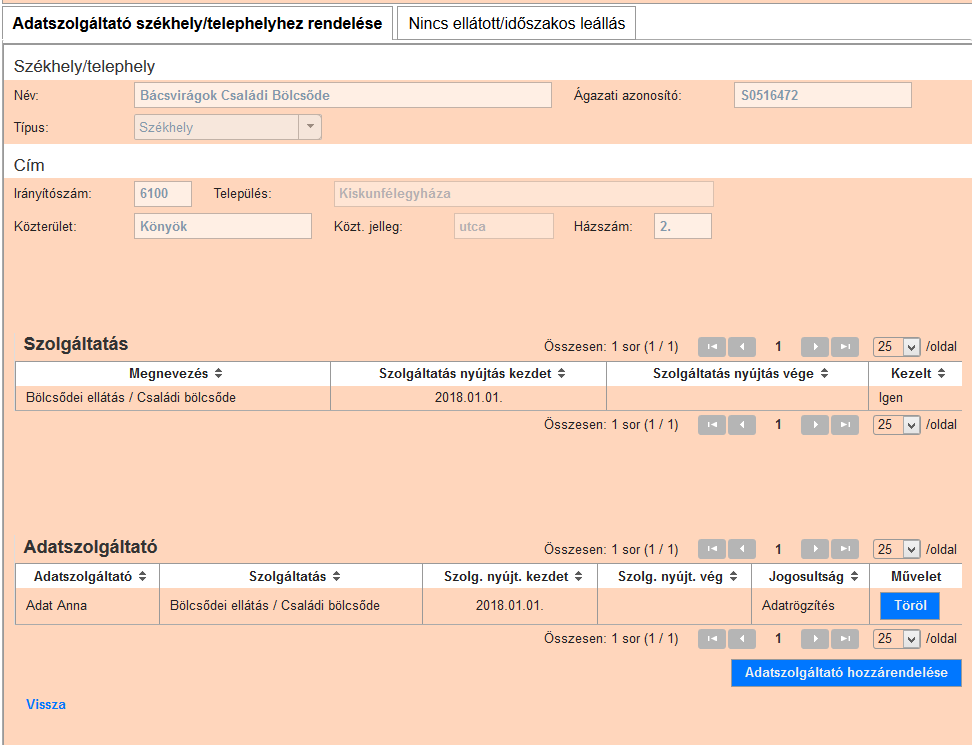 Adatszolgáltató székhely/telephelyhez rendelése Nincs ellátott/időszakos leállás
Székhely/telephely
Név: Bácsvirágok Családi Bölcsőde Ágazati azonosító: S0516472
Típus: Székhely
Cím
Irányítószám: 6100 Település: Kiskunfélegyháza
Közterület: Könyök Közt. jelleg: utca Házszám: 2.
Szolgáltatás Összesen: 1 sor (1 / 1) 1 25 /oldal
Megnevezés Szolgáltatás nyújtás kezdet Szolgáltatás nyújtás vége Kezelt
Bölcsődei ellátás / Családi bölcsőde 2018.01.01. Igen
Összesen: 1 sor (1 / 1) 1 25 /oldal
Adatszolgáltató Összesen: 1 sor (1 / 1) 1 25 /oldal
Adatszolgáltató Szolgáltatás Szolg. nyújt. kezdet Szolg. nyújt. vég Jogosultság Művelet
Adat Anna Bölcsődei ellátás / Családi bölcsőde 2018.01.01. Adatrögzítés Töröl
Összesen: 1 sor (1 / 1) 1 25 /oldal
Adatszolgáltató hozzárendelése
Vissza